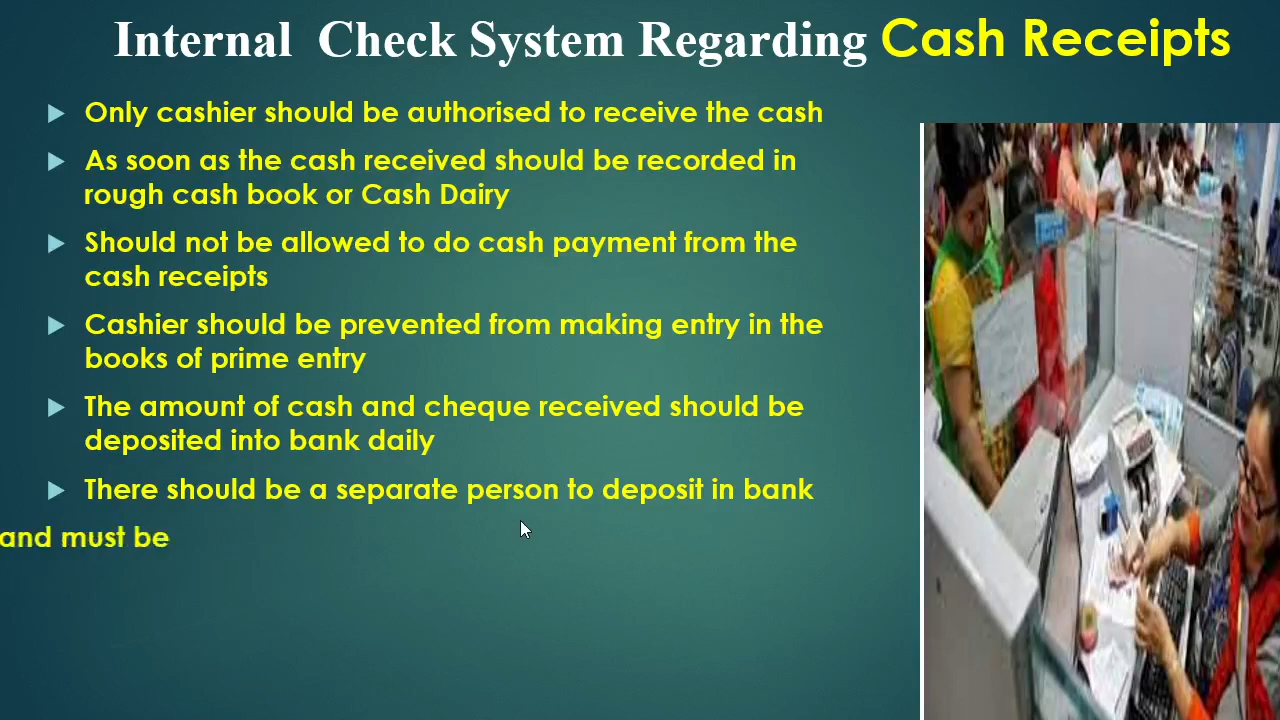 Internal Check System Regarding Cash Receipts
Only cashier should be authorised to receive the cash
As soon as the cash received should be recorded in
rough cash book or Cash Dairy
Should not be allowed to do cash payment from the
cash receipts
Cashier should be prevented from making entry in the
books of prime entry
The amount of cash and cheque received should be
deposited into bank daily
There should be a separate person to deposit in bank
and must be